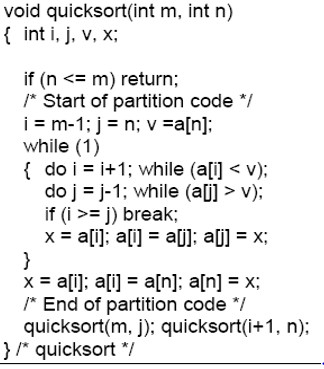 void quicksort(int m, int n)
{ int i, j, v, x;
if (n <= m) return;
/* Start of partition code */
i = m-1; j = n; v =a[n];
while (1)
{ do i = i+1; while (a[i] < v);
do j = j-1; while (a[j] > v);
if (i >= j) break;
x = a[i]; a[i] = a[j]; a[j] = x;
}
x = a[i]; a[i] = a[n]; a[n] = x;
/* End of partition code */
quicksort(m, j); quicksort(i+1, n);
} /* quicksort */